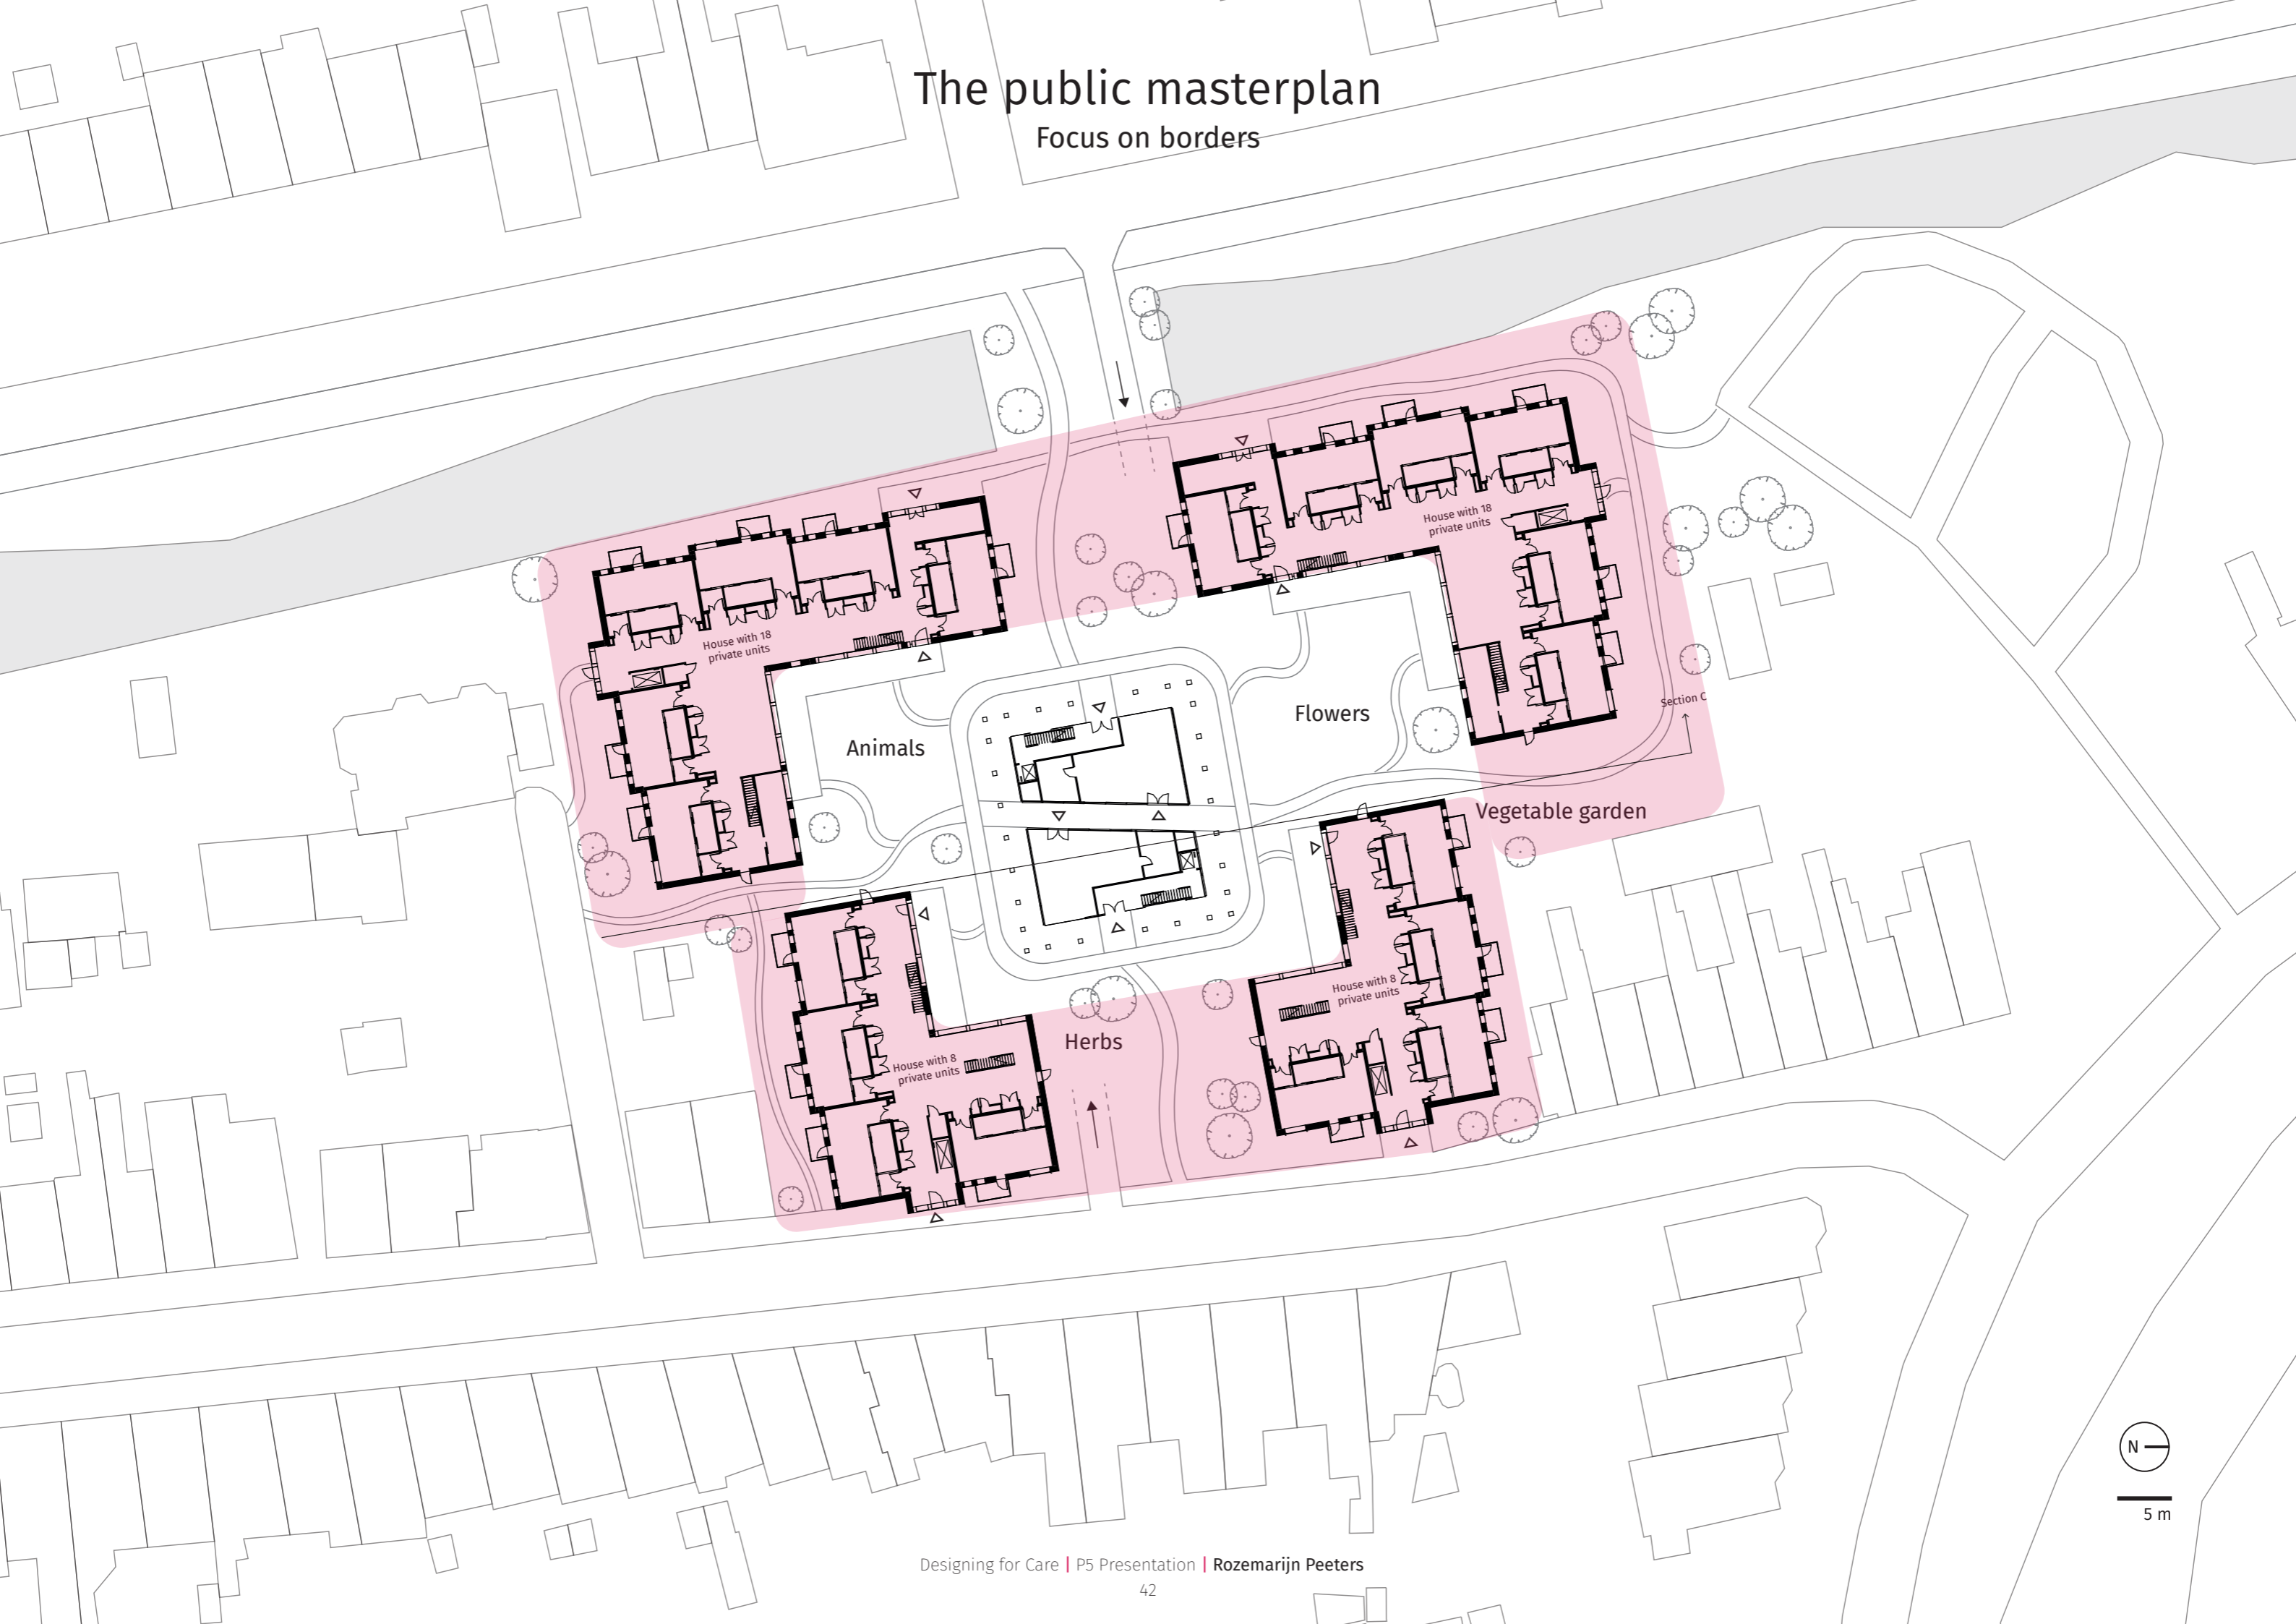 The public masterplan
Focus on borders
House with 18
private units
House with 18
private units
Section C
Flowers
Animals
Vegetable garden
House with 8
private units
Herbs
House with 8
private units
N
5 m
Designing for Care | P5 Presentation | Rozemarijn Peeters
42